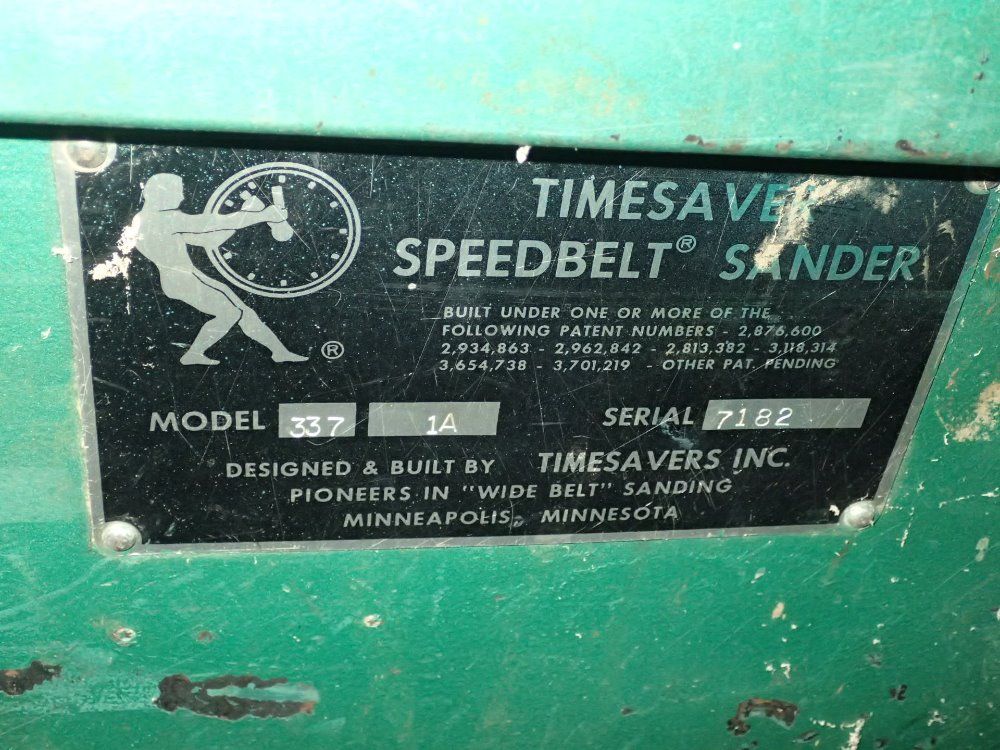 TIMESAVER
SPEEDBELT® SANDER
BUILT UNDER ONE OR MORE OF THE
FOLLOWING PATENT NUMBERS - 2,876,600
2,934,863 - 2,962,842 - 2,813,382 - 3,118,314
3,654,738 - 3,701,219 - OTHER PAT. PENDING
®
MODEL 337 1A SERIAL 7182
DESIGNED & BUILT BY TIMESAVERS INC.
PIONEERS IN "WIDE BELT" SANDING
MINNEAPOLIS, MINNESOTA